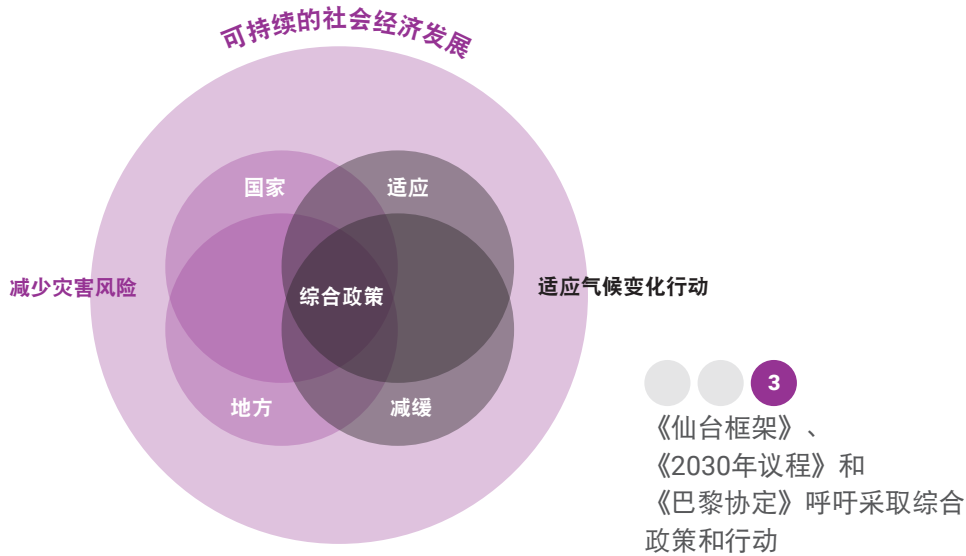 可持续的社会经济发展
国家
适应
减少灾害风险
综合政策
适应气候变化行动
地方
减缓
3
《仙台框架》、
《2030年议程》和
《巴黎协定》呼吁采取综合
政策和行动